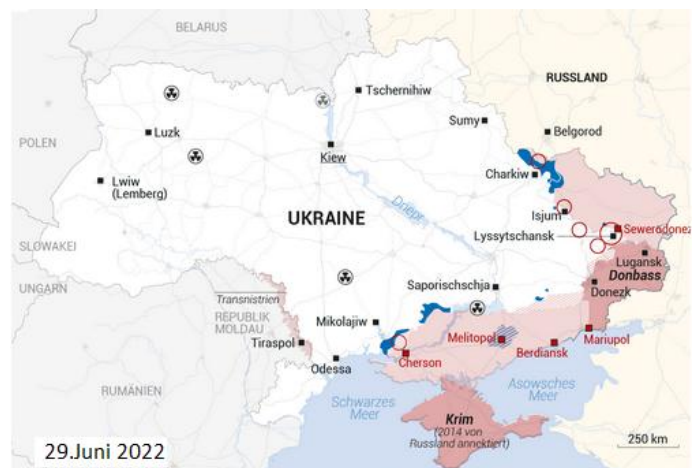 BELARUS
RUSSLAND
Tschernihiw
Sumy
Belgorod
POLEN
Luzk
Kiew
Charkiw
Lwiw
(Lemberg)
Dnepr
Isjum
UKRAINE
Lyssytschansk
Sewerodonez
SLOWAKEI
Lugansk
Donbass
UNGARN
Saporischschja
Donezk
Transnistrien
REPUBLIK
MOLDAU
Mikolajiw
Melitopol
Mariupol
Tiraspol
Cherson
Berdiansk
Odessa
RUMÄNIEN
Schwarzes
Meer
Asowsches
Meer
Krim
(2014 von
Russland annektiert)
250 km
29.Juni 2022